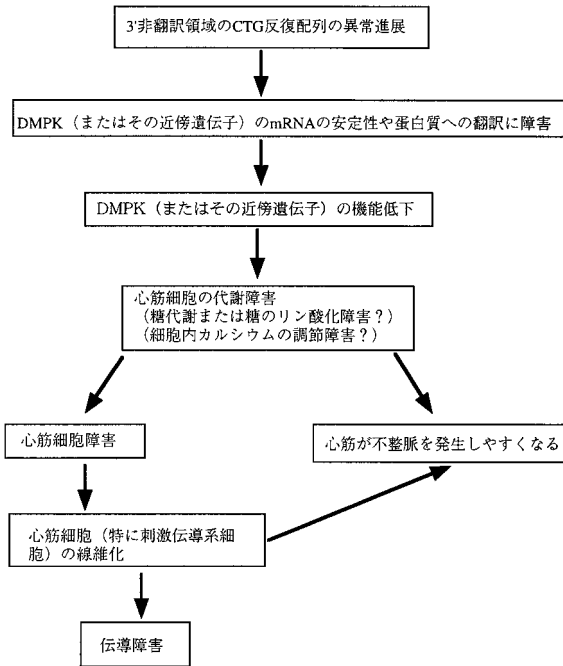 3'非翻訳領域のCTG反復配列の異常進展
DMPK（またはその近傍遺伝子）のmRNAの安定性や蛋白質への翻訳に障害
DMPK（またはその近傍遺伝子）の機能低下
心筋細胞の代謝障害
（糖代謝または糖のリン酸化障害？）
（細胞内カルシウムの調節障害？）
心筋細胞障害
心筋が不整脈を発生しやすくなる
心筋細胞（特に刺激伝導系細
胞）の線維化
伝導障害